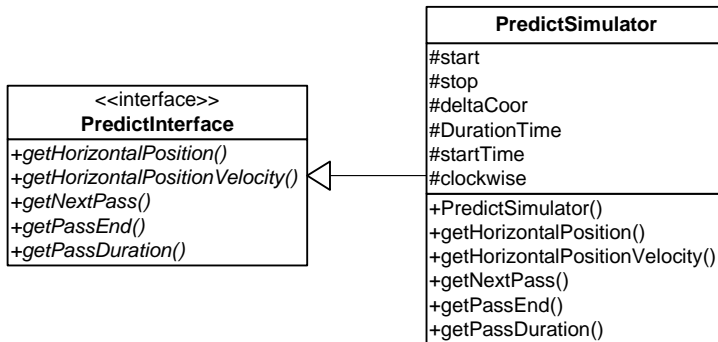 <<interface>>
PredictInterface
+getHorizontalPosition()
+getHorizontalPositionVelocity()
+getNextPass()
+getPassEnd()
+getPassDuration()
PredictSimulator
#start
#stop
#deltaCoor
#DurationTime
#startTime
#clockwise
+PredictSimulator()
+getHorizontalPosition()
+getHorizontalPositionVelocity()
+getNextPass()
+getPassEnd()
+getPassDuration()